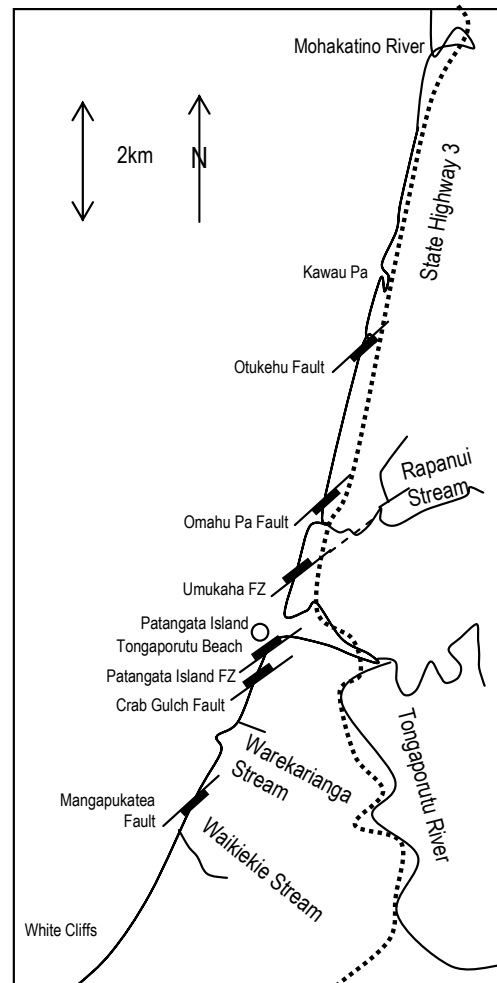 Mohakatino River
2km
N
State Highway 3
Kawau Pa
Otukehu Fault
Rapanui
Stream
Omahu Pa Fault
Umukaha FZ
Patangata Island
Tongaporutu Beach
Patangata Island FZ
Crab Gulch Fault
Warekarianga
Stream
Tongaporutu River
Mangapukatea
Fault
Waikiekie Stream
White Cliffs